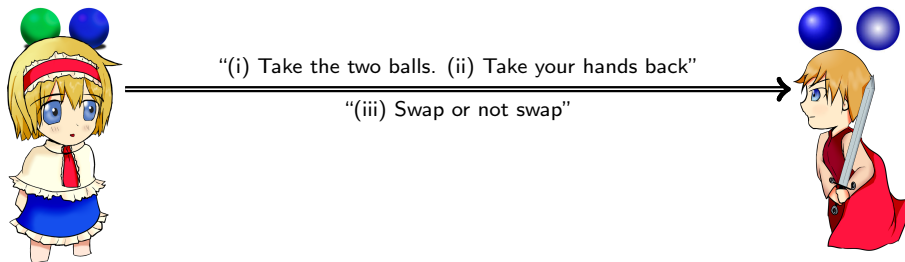 “(i) Take the two balls. (ii) Take your hands back”
“(iii) Swap or not swap”